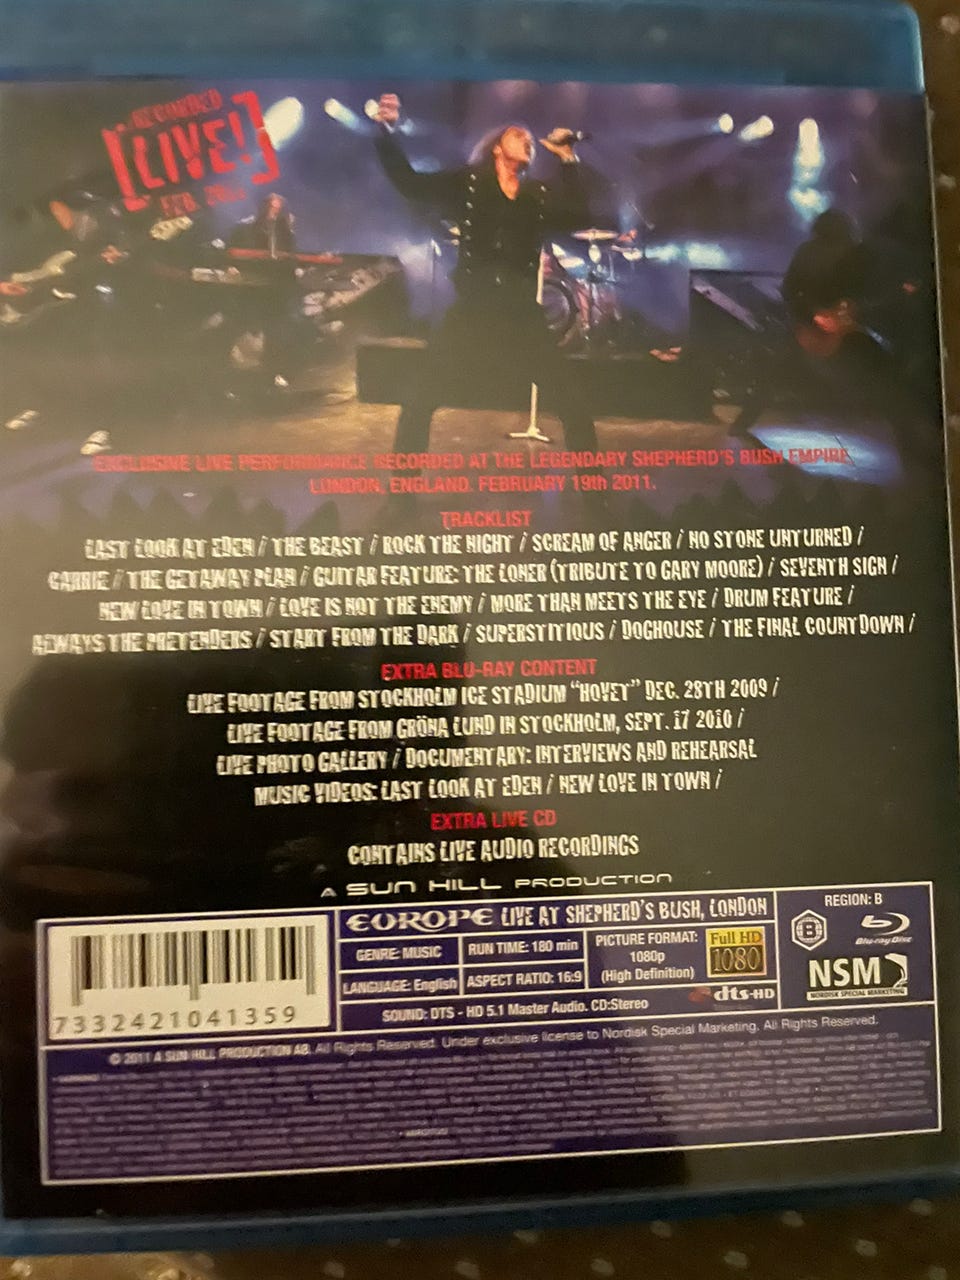 RECORDED
[LIVE!]
FEB. 2011
EXCLUSIVE LIVE PERFORMANCE RECORDED AT THE LEGENDARY SHEPHERD'S BUSH EMPIRE
LONDON, ENGLAND. FEBRUARY 19th 2011.
TRACKLIST
LAST LOOK AT EDEN / THE BEAST / ROCK THE NIGHT / SCREAM OF ANGER / NO STONE UNTURNED /
CARRIE / THE GETAWAY PLAN / GUITAR FEATURE: THE LONER (TRIBUTE TO GARY MOORE) / SEVENTH SIGN /
NEW LOVE IN TOWN / LOVE IS NOT THE ENEMY / MORE THAN MEETS THE EYE / DRUM FEATURE /
ALWAYS THE PRETENDERS / START FROM THE DARK / SUPERSTITIOUS / DOGHOUSE / THE FINAL COUNTDOWN /
EXTRA BLU-RAY CONTENT
LIVE FOOTAGE FROM STOCKHOLM ICE STADIUM "HOVET" DEC. 28TH 2009 /
LIVE FOOTAGE FROM GRÖNA LUND IN STOCKHOLM, SEPT. 17 2010 /
LIVE PHOTO GALLERY / DOCUMENTARY: INTERVIEWS AND REHEARSAL
MUSIC VIDEOS: LAST LOOK AT EDEN / NEW LOVE IN TOWN /
EXTRA LIVE CD
CONTAINS LIVE AUDIO RECORDINGS
A SUN HILL PRODUCTION
EUROPE LIVE AT SHEPHERD'S BUSH, LONDON
GENRE: MUSIC
RUN TIME: 180 min
LANGUAGE: English
ASPECT RATIO: 16:9
PICTURE FORMAT:
1080p
(High Definition)
Full HD
1080
dts-HD
SOUND: DTS - HD 5.1 Master Audio. CD:Stereo
REGION: B
B
Blu-ray Disc
NSM
NORDISK SPECIAL MARKETING
7332421041359
© 2011 A SUN HILL PRODUCTION AB. All Rights Reserved. Under exclusive license to Nordisk Special Marketing. All Rights Reserved.